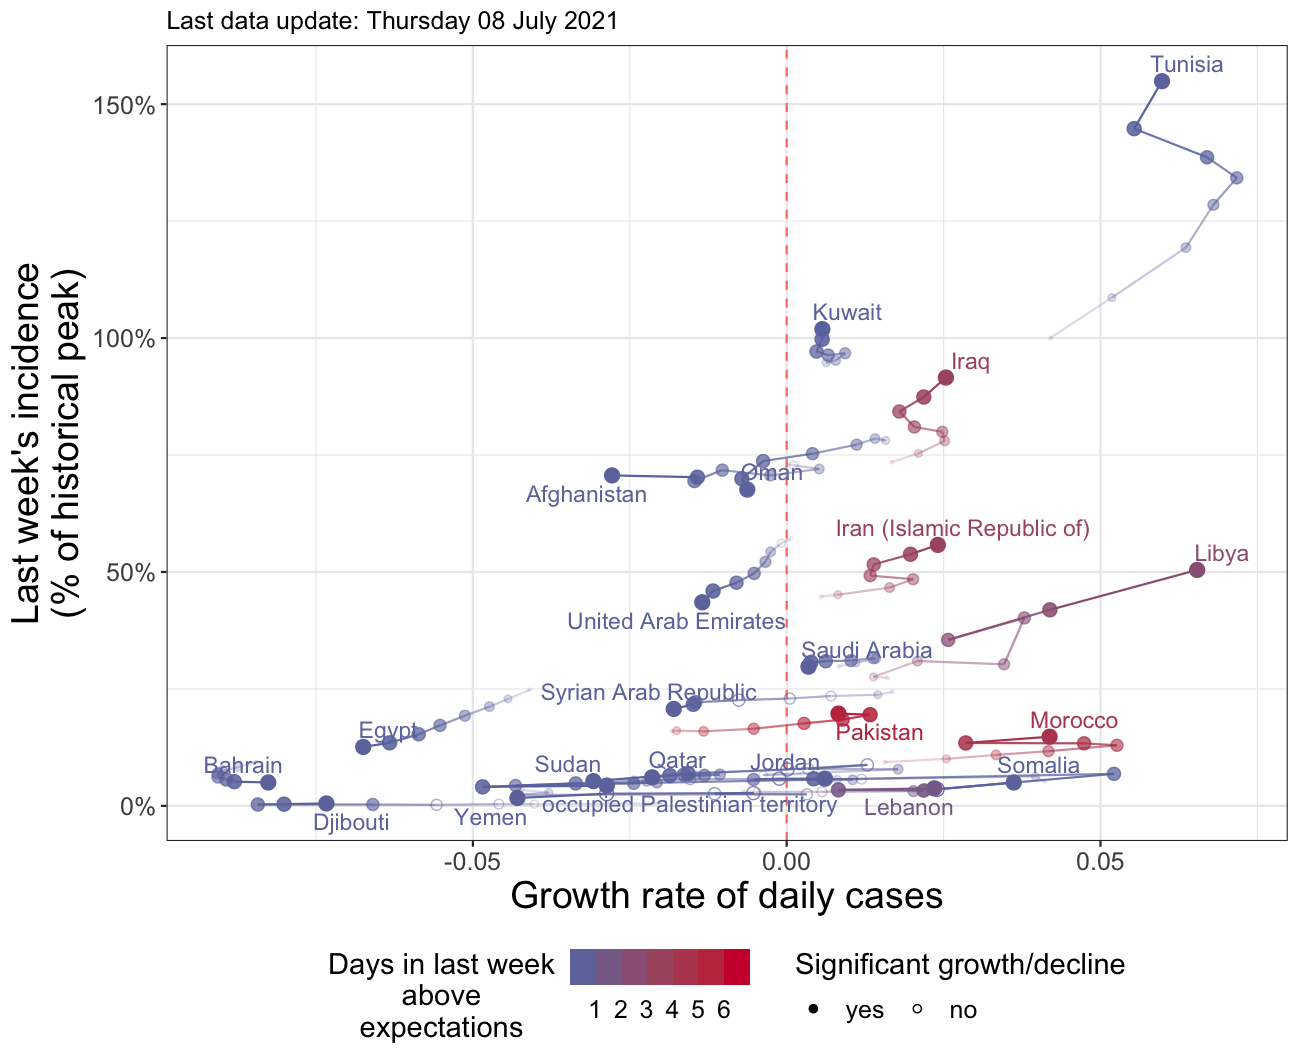 Last data update: Thursday 08 July 2021
Tunisia
150%
Kuwait
100%
Iraq
Oman
Afghanistan
Iran (Islamic Republic of)
Libya
50%
United Arab Emirates
Saudi Arabia
Syrian Arab Republic
Morocco
Egypt
Pakistan
Bahrain
Sudan
Qatar
Jordan
Somalia
0%
occupied Palestinian territory
Lebanon
Djibouti
Yemen
-0.05
0.00
0.05
Last week's incidence
(% of historical peak)
Growth rate of daily cases
Days in last week
above
expectations
1 2 3 4 5 6
Significant growth/decline
yes no